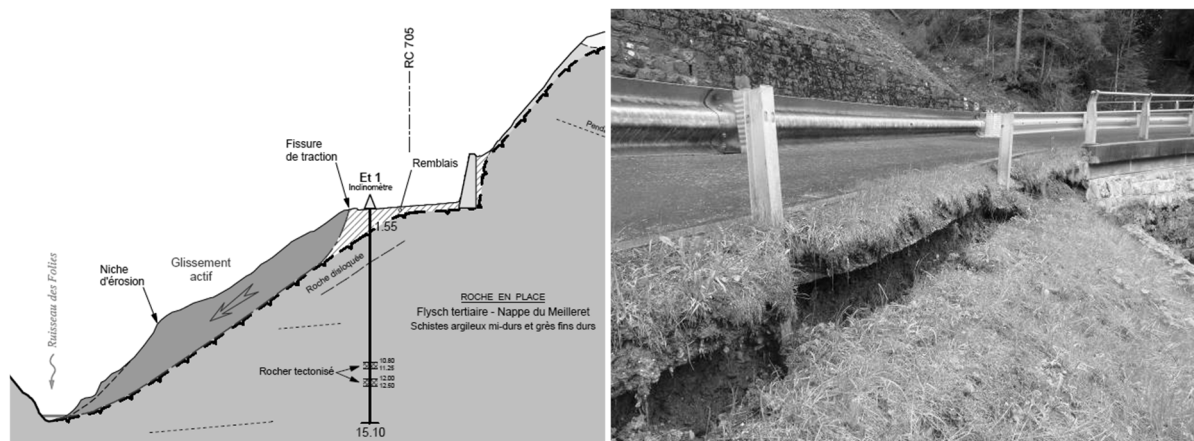 RC 705
Fissure
de traction
Et 1
Inclinomètre
Remblais
1.55
Niche
d'érosion
Glissement
actif
Ruisseau des Folies
Roche disloquée
ROCHE EN PLACE
Flysch tertiaire - Nappe du Meilleret
Schistes argileux mi-durs et grès fins durs
Rocher tectonisé
10.80
11.25
12.00
12.50
15.10